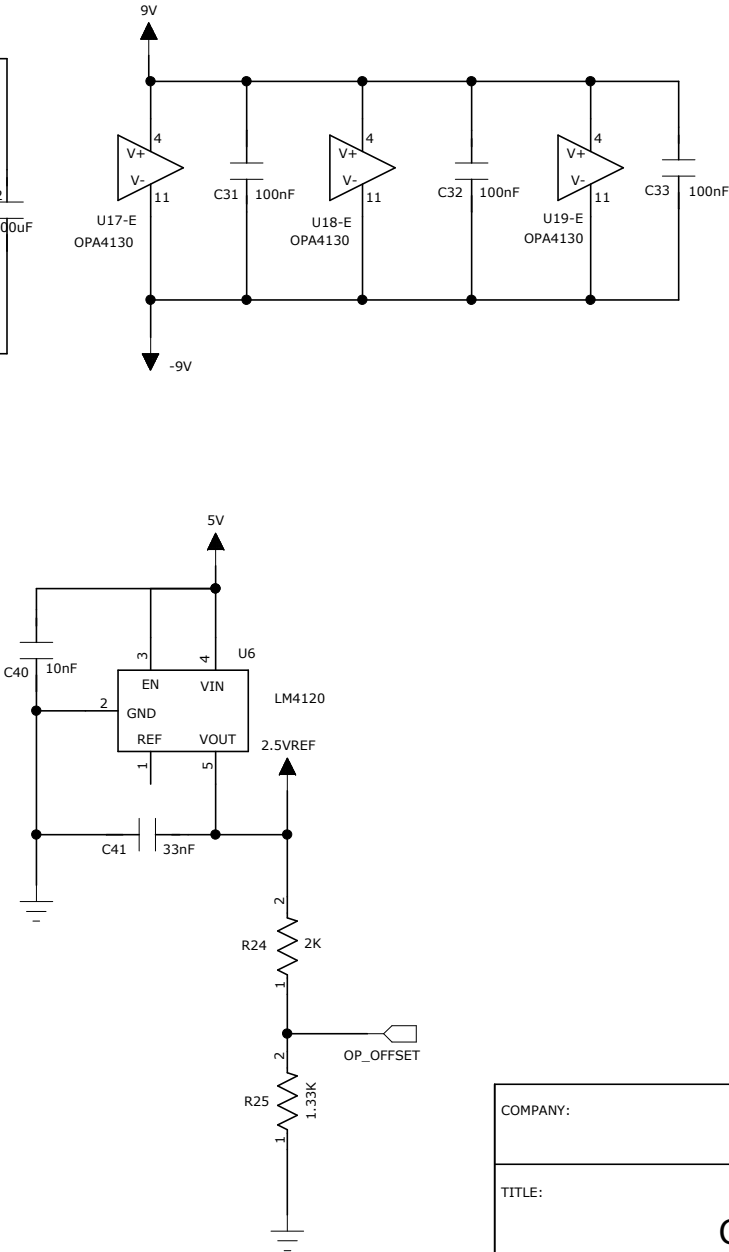 9V
4
V+
V-
11
U17-E
OPA4130
C31 100nF
4
V+
V-
11
U18-E
OPA4130
C32 100nF
4
V+
V-
11
U19-E
OPA4130
C33 100nF
00uF
-9V
5V
C40 10nF
3
4
U6
EN
VIN
LM4120
2
GND
REF
VOUT
1
5
2.5VREF
C41
33nF
2
R24
2K
1
OP_OFFSET
2
R25
1.33K
1
COMPANY:
TITLE: